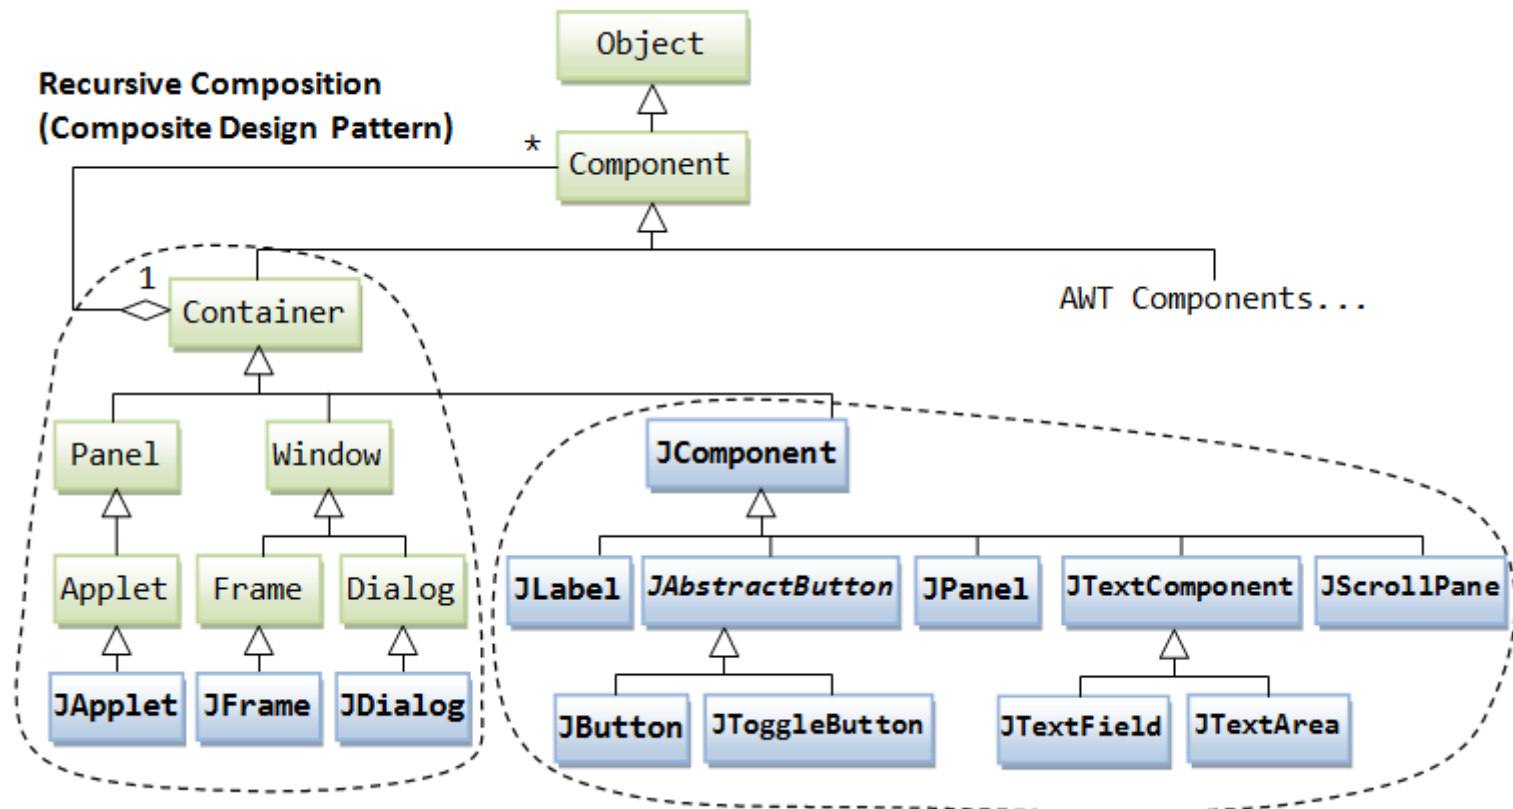 Object
Recursive Composition
(Composite Design Pattern)
*
Component
1
Container
AWT Components...
Panel
Window
JComponent
Applet
Frame
Dialog
JLabel
JAbstractButton
JPanel
JTextComponent
JScrollPane
JApplet
JFrame
JDialog
JButton
JToggleButton
JTextField
JTextArea